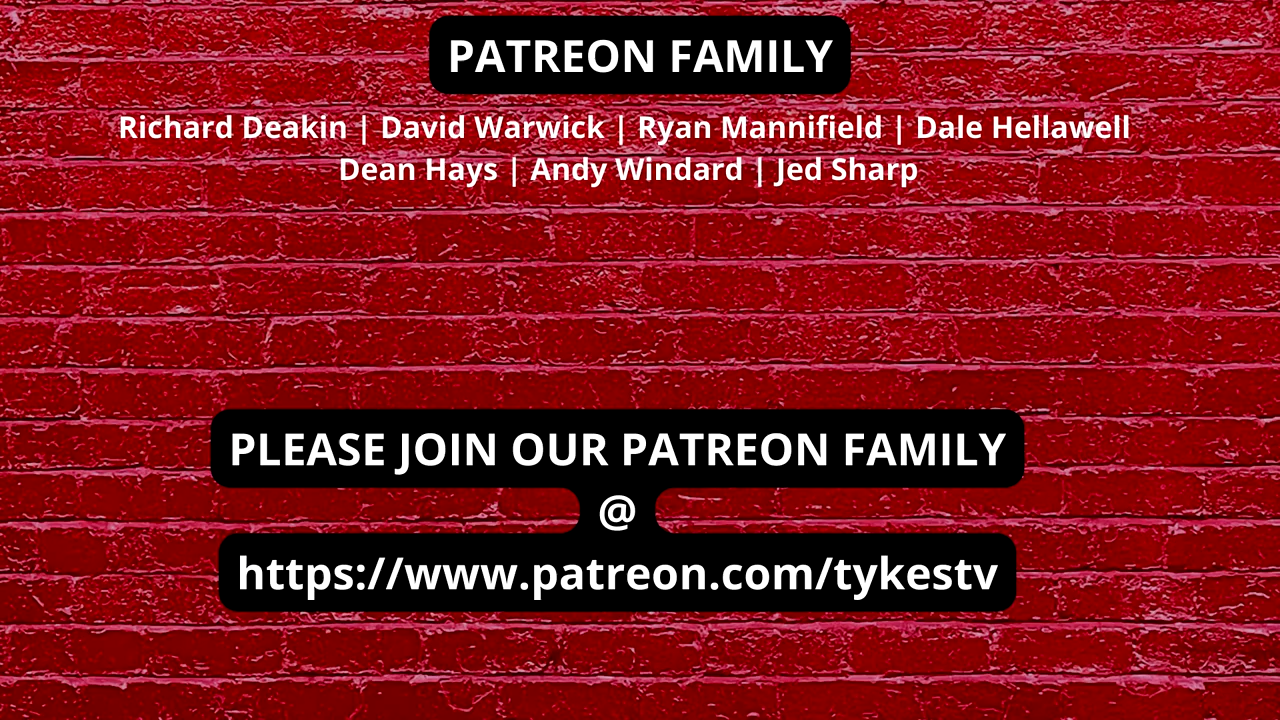 PATREON FAMILY
Richard Deakin | David Warwick | Ryan Mannifield | Dale Hellawell
Dean Hays | Andy Windard | Jed Sharp
PLEASE JOIN OUR PATREON FAMILY
@
https://www.patreon.com/tykestv